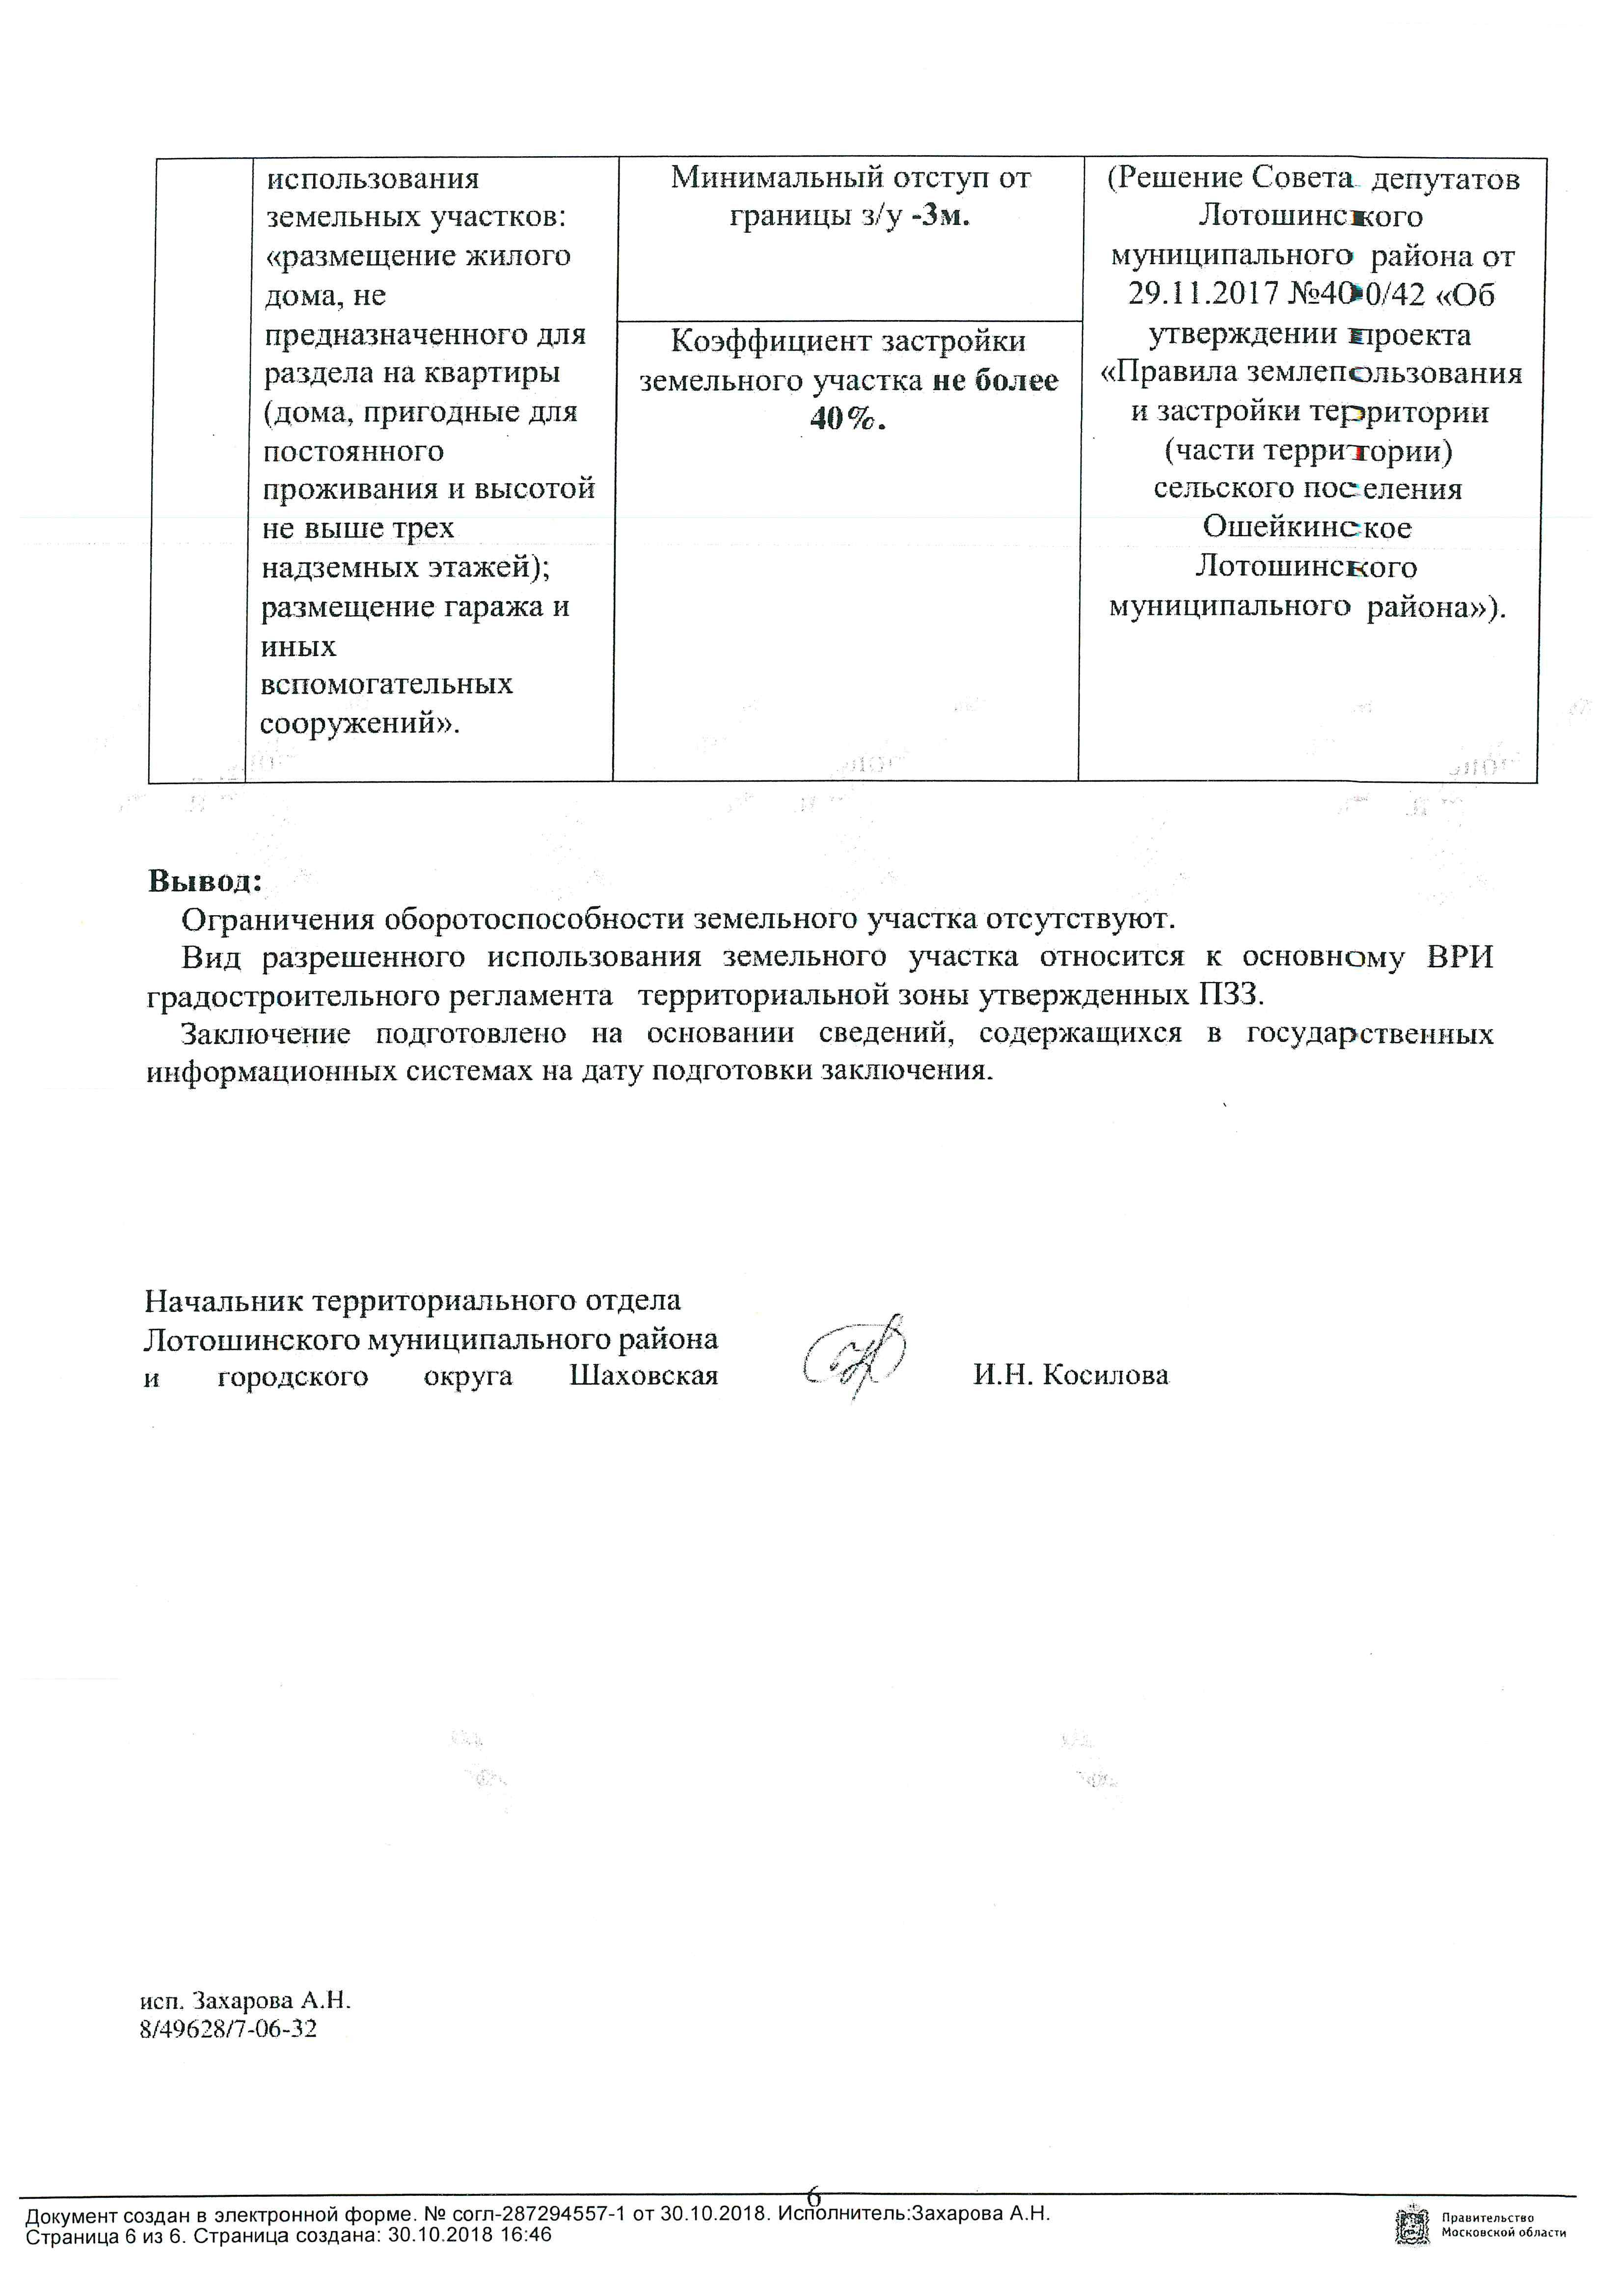 использования
земельных участков:
«размещение жилого
дома, не
предназначенного для
раздела на квартиры
(дома, пригодные для
постоянного
проживания и высотой
не выше трех
надземных этажей);
размещение гаража и
иных
вспомогательных
сооружений».
Минимальный отступ от
границы з/у -3м.
Коэффициент застройки
земельного участка не более
40%.
(Решение Совета депутатов
Лотошинского
муниципального района от
29.11.2017 №400/42 «Об
утверждении проекта
«Правила землепользования
и застройки территории
(части территории)
сельского поселения
Ошейкинское
Лотошинского
муниципального района»).
Вывод:
Ограничения оборотоспособности земельного участка отсутствуют.
Вид разрешенного использования земельного участка относится к основному ВРИ
градостроительного регламента территориальной зоны утвержденных ПЗЗ.
Заключение подготовлено на основании сведений, содержащихся в государственных
информационных системах на дату подготовки заключения.
Начальник территориального отдела
Лотошинского муниципального района
и городского округа Шаховская И.Н. Косилова
исп. Захарова А.Н.
8/49628/7-06-32
6
Документ создан в электронной форме. № согл-287294557-1 от 30.10.2018. Исполнитель:Захарова А.Н.
Страница 6 из 6. Страница создана: 30.10.2018 16:46
Правительство
Московской области